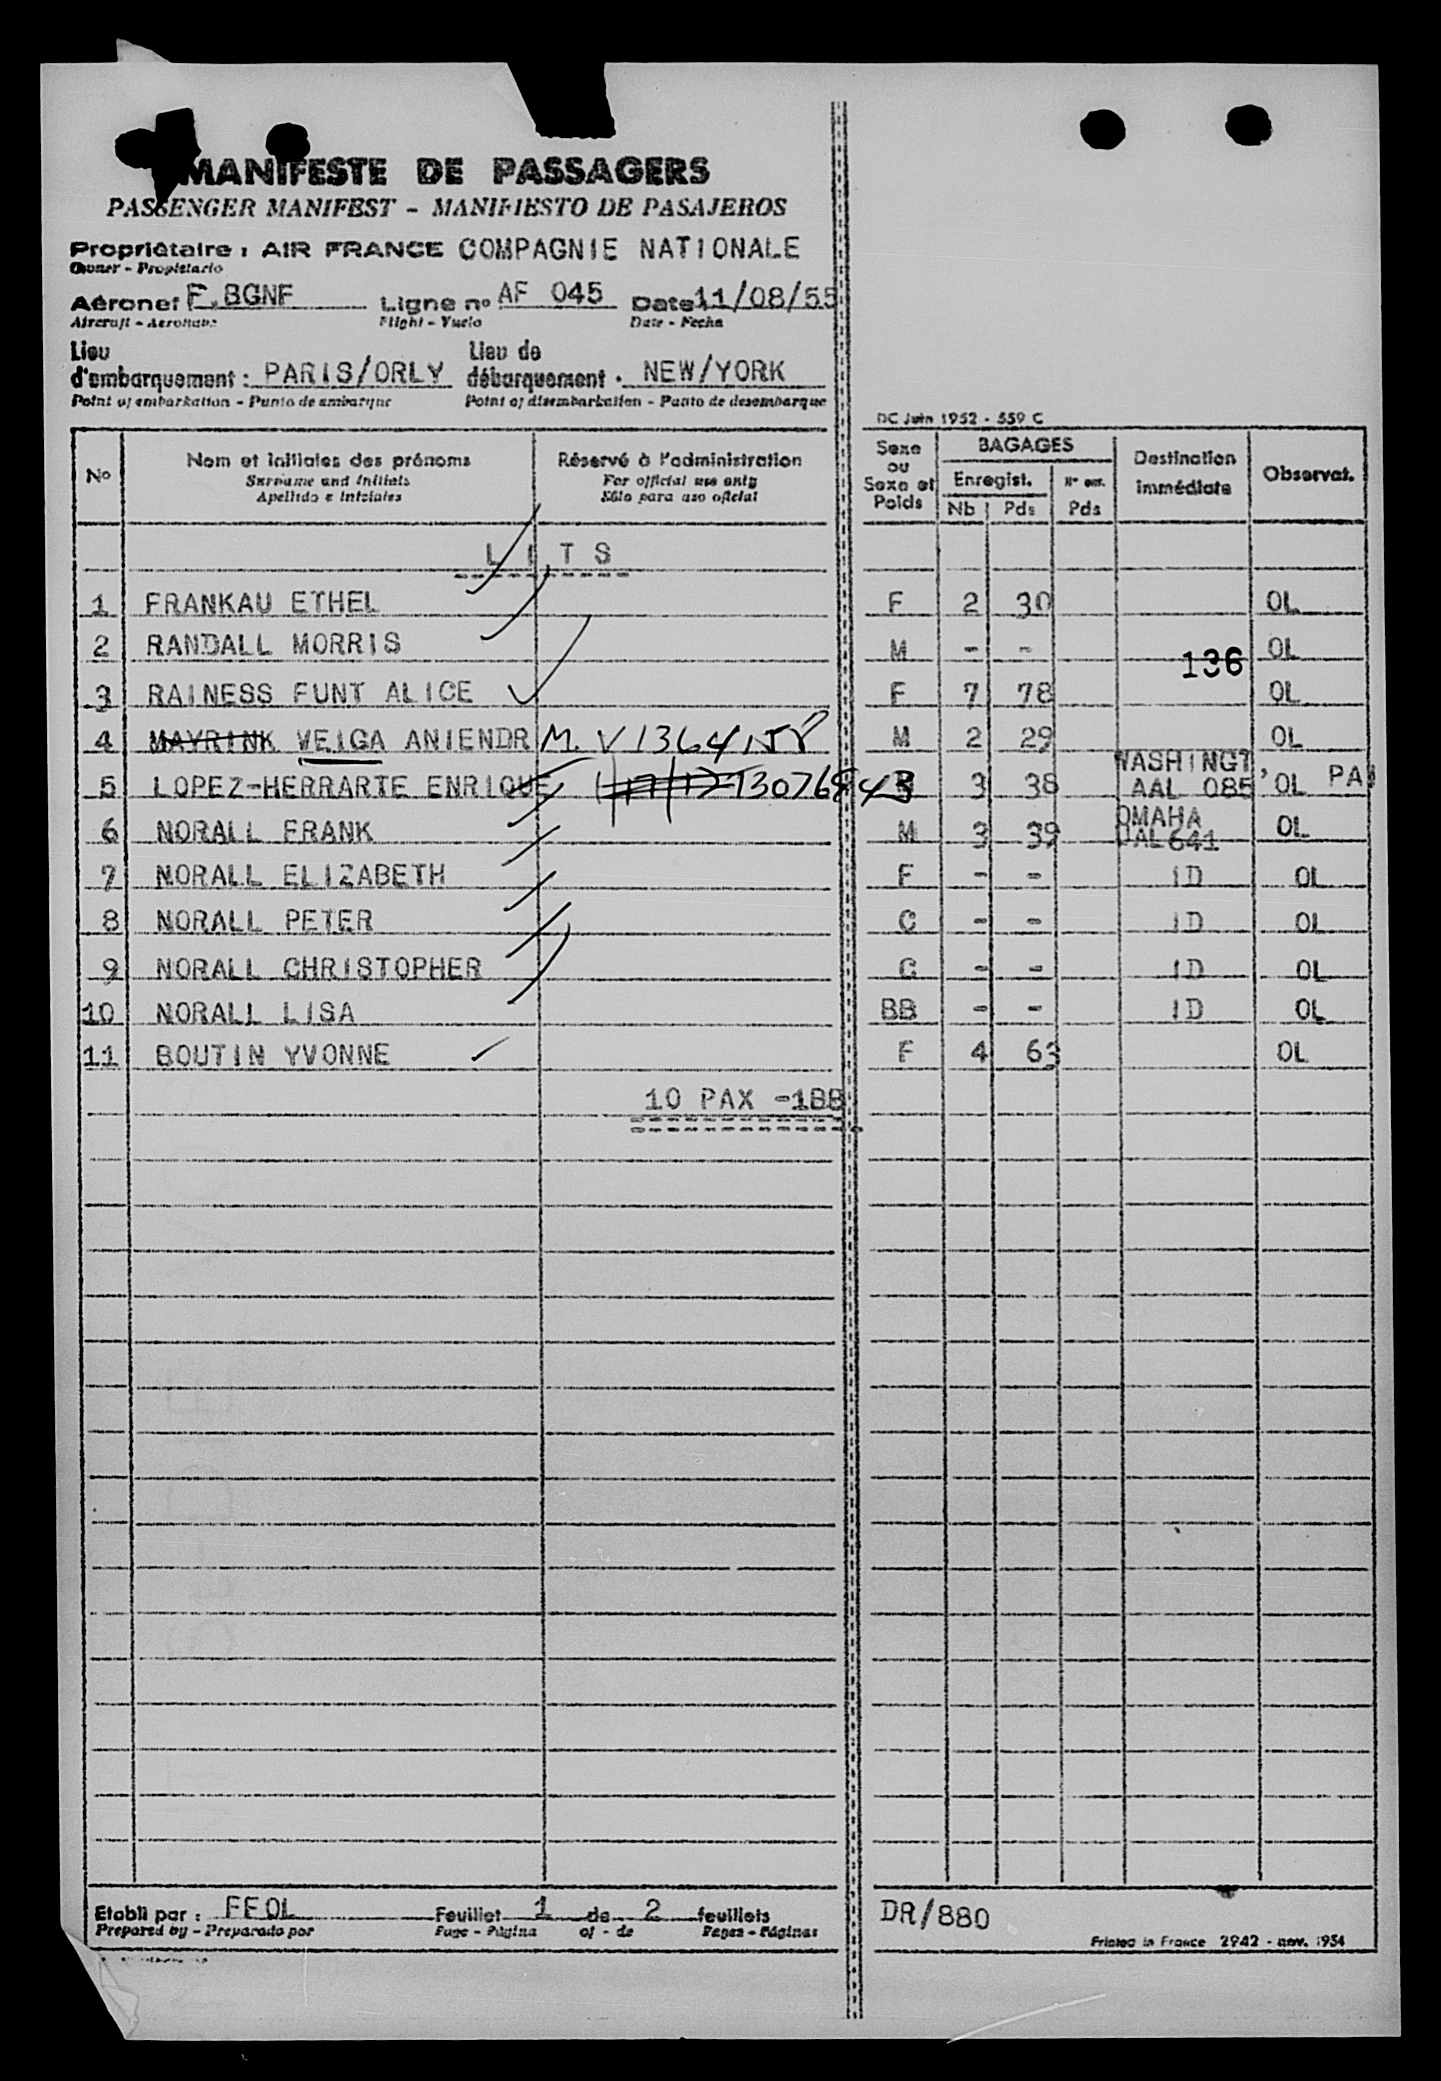 MANIFESTE DE PASSAGERS
PASSENGER MANIFEST - MANIFIESTO DE PASAJEROS
Propriétaire : AIR FRANCE COMPAGNIE NATIONALE
Owner - Propietario
Aéronef F.BGNF Ligne nº AF 045 Date 11/08/55
Aircraft - Aeronave Flight - Vuelo Date - Fecha
Lieu d'embarquement : PARIS/ORLY Lieu de débarquement : NEW/YORK
Point of embarkation - Punto de embarque Point of disembarkation - Punto de desembarque
DC Juin 1952 - 559 C
Nº Nom et initiales des prénoms Réservé à l'administration Sexe ou Sexe et Poids BAGAGES Destination immédiate Observat.
Surname and initials For official use only Enregist. Nº enr.
Apellido e iniciales Sólo para uso oficial Nb Pds Pds
LITS
1 FRANKAU ETHEL F 2 30 OL
2 RANDALL MORRIS M - - OL
136
3 RAINESS FUNT ALICE F 7 78 OL
4 MAYRINK VEIGA ANIENDR M. V 1364 M 2 29 OL
5 LOPEZ-HERRARTE ENRIQUE 3 38 WASHINGT, AAL 085 OL
6 NORALL FRANK M 3 39 OMAHA UAL 641 OL
7 NORALL ELIZABETH F - - ID OL
8 NORALL PETER C - - ID OL
9 NORALL CHRISTOPHER C - - ID OL
10 NORALL LISA BB - - ID OL
11 BOUTIN YVONNE F 4 63 OL
10 PAX -1BB
Etabli par : FEOL Feuillet 1 de 2 feuillets DR/880
Prepared by - Preparado por Page - Página of - de Pages - Páginas
Printed in France 2942 - nov. 1954